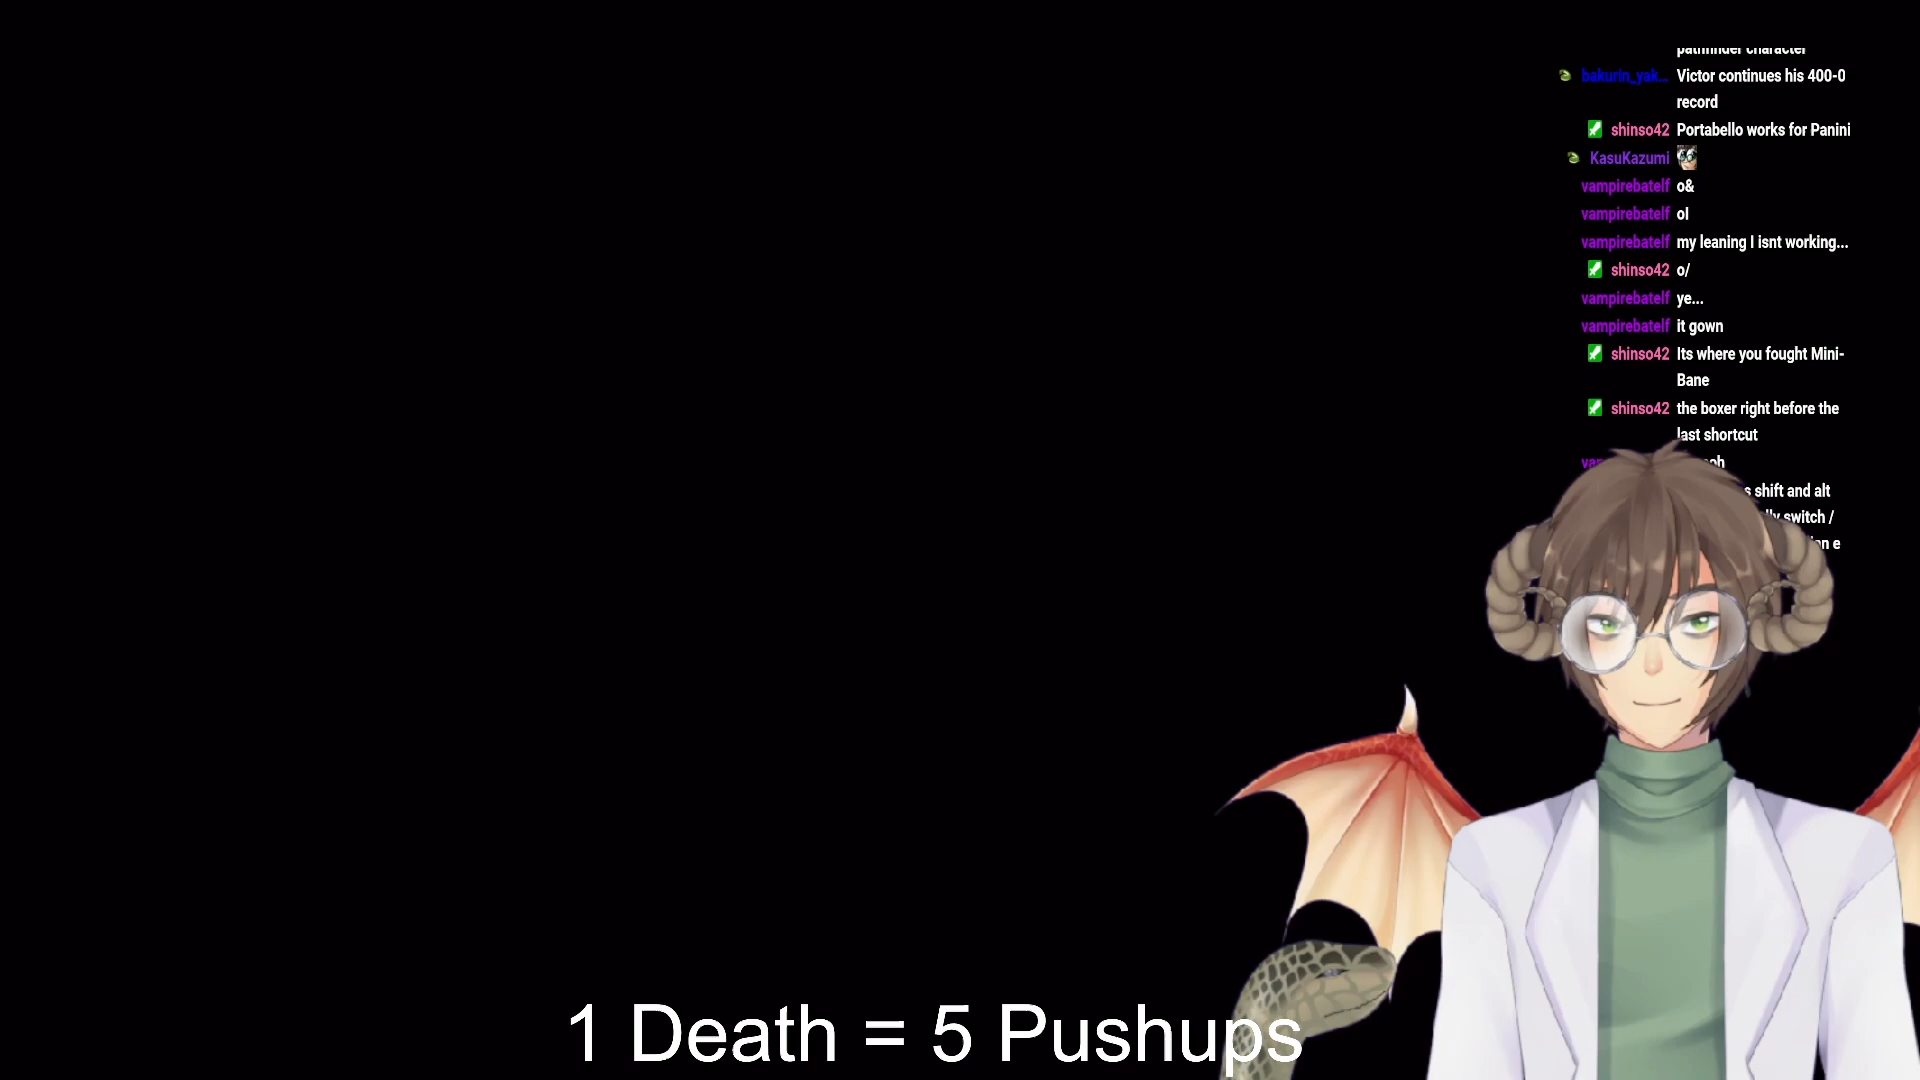 pathfinder character
bakurin_yak... Victor continues his 400-0
record
shinso42 Portabello works for Panini
KasuKazumi
vampirebatelf o&
vampirebatelf ol
vampirebatelf my leaning I isnt working...
shinso42 o/
vampirebatelf ye...
vampirebatelf it gown
shinso42 Its where you fought Mini-
Bane
shinso42 the boxer right before the
last shortcut
shift and alt
switch /
1 Death = 5 Pushups